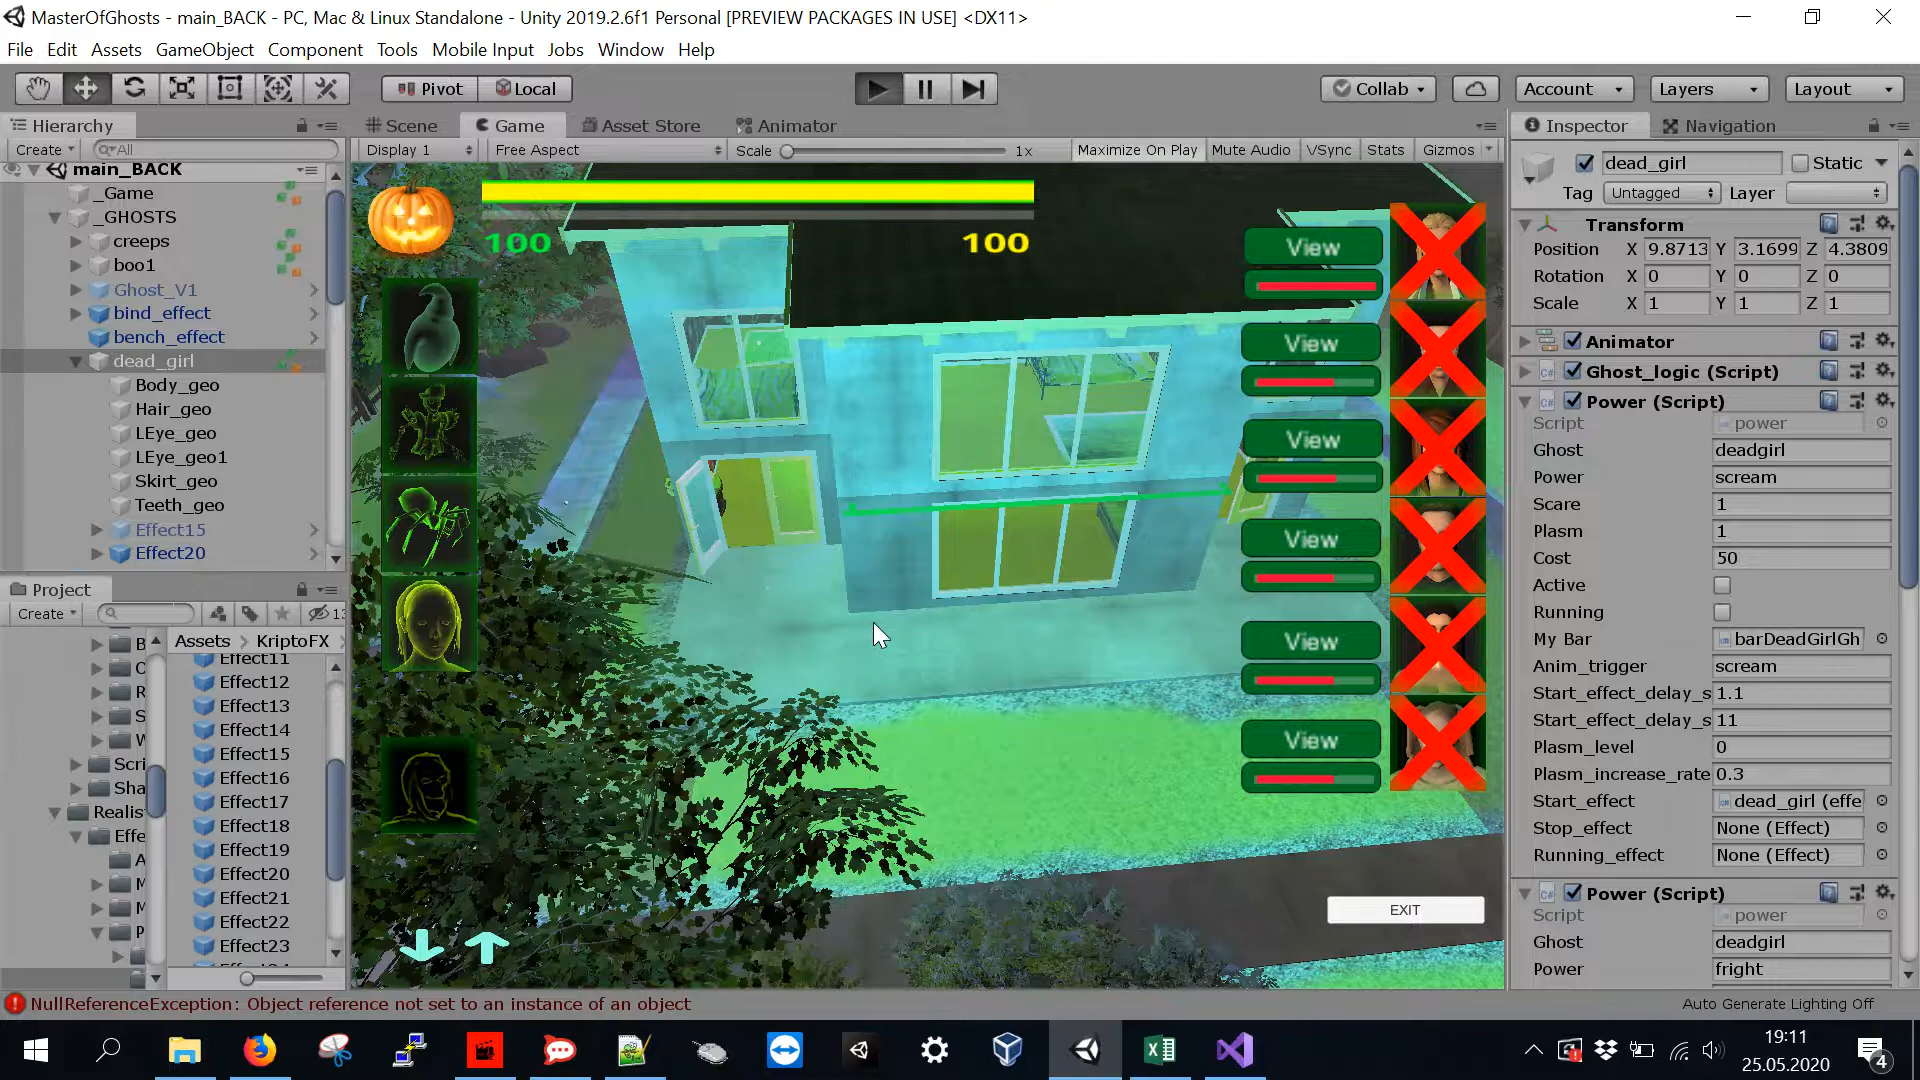 MasterOfGhosts - main_BACK - PC, Mac & Linux Standalone - Unity 2019.2.6f1 Personal [PREVIEW PACKAGES IN USE] <DX11>
File Edit Assets GameObject Component Tools Mobile Input Jobs Window Help
Pivot Local Collab Account Layers Layout
Hierarchy
Create All
main_BACK
_Game
_GHOSTS
creeps
boo1
Ghost_V1
bind_effect
bench_effect
dead_girl
Body_geo
Hair_geo
LEye_geo
LEye_geo1
Skirt_geo
Teeth_geo
Effect15
Effect20
Project
Create 13
Assets KriptoFX
B
O
R
S
W
Scri
Sha
Realis
Effe
A
M
M
P
Effect11
Effect12
Effect13
Effect14
Effect15
Effect16
Effect17
Effect18
Effect19
Effect20
Effect21
Effect22
Effect23
Scene Game Asset Store Animator
Display 1 Free Aspect Scale 1x Maximize On Play Mute Audio VSync Stats Gizmos
100 100
View
View
View
View
View
View
EXIT
Inspector Navigation
dead_girl Static
Tag Untagged Layer
Transform
Position X 9.8713 Y 3.1699 Z 4.3809
Rotation X 0 Y 0 Z 0
Scale X 1 Y 1 Z 1
Animator
Ghost_logic (Script)
Power (Script)
Script power
Ghost deadgirl
Power scream
Scare 1
Plasm 1
Cost 50
Active
Running
My Bar barDeadGirlGh
Anim_trigger scream
Start_effect_delay_s 1.1
Start_effect_delay_s 11
Plasm_level 0
Plasm_increase_rate 0.3
Start_effect dead_girl (effe
Stop_effect None (Effect)
Running_effect None (Effect)
Power (Script)
Script power
Ghost deadgirl
Power fright
NullReferenceException: Object reference not set to an instance of an object
Auto Generate Lighting Off
19:11
25.05.2020
4